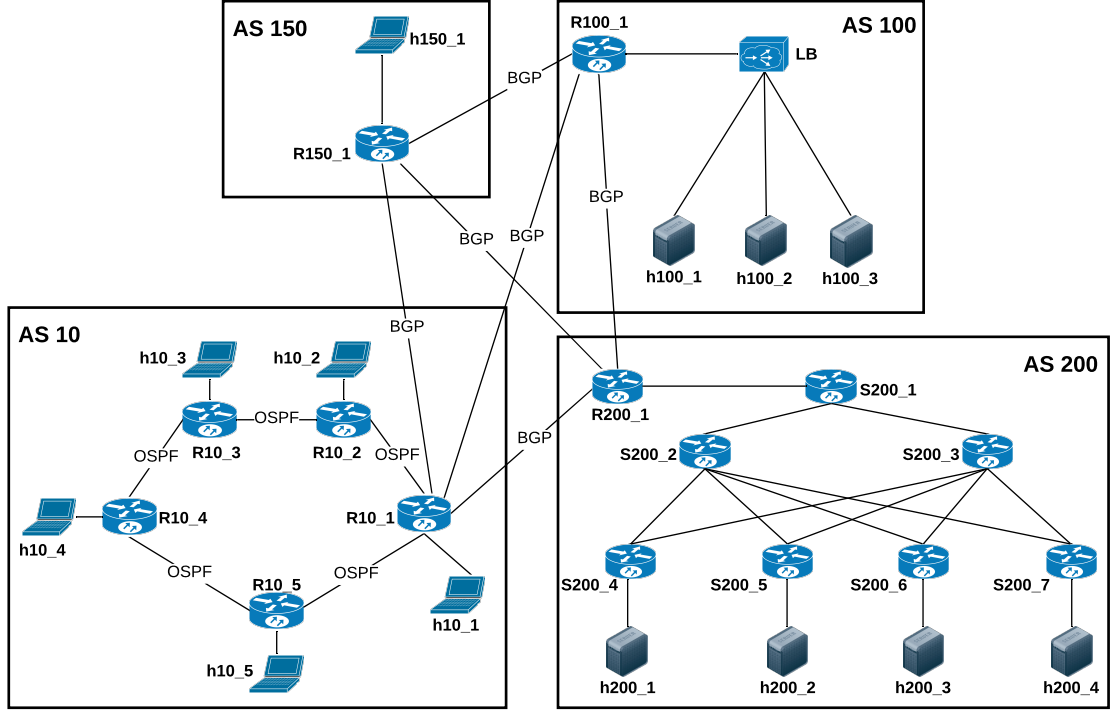 AS 150
h150_1
R150_1
R100_1
AS 100
LB
h100_1
h100_2
h100_3
BGP
BGP
BGP
BGP
BGP
BGP
AS 10
h10_3
h10_2
OSPF
R10_3
R10_2
OSPF
OSPF
R10_4
R10_1
h10_4
OSPF
OSPF
R10_5
h10_1
h10_5
AS 200
R200_1
S200_1
S200_2
S200_3
S200_4
S200_5
S200_6
S200_7
h200_1
h200_2
h200_3
h200_4